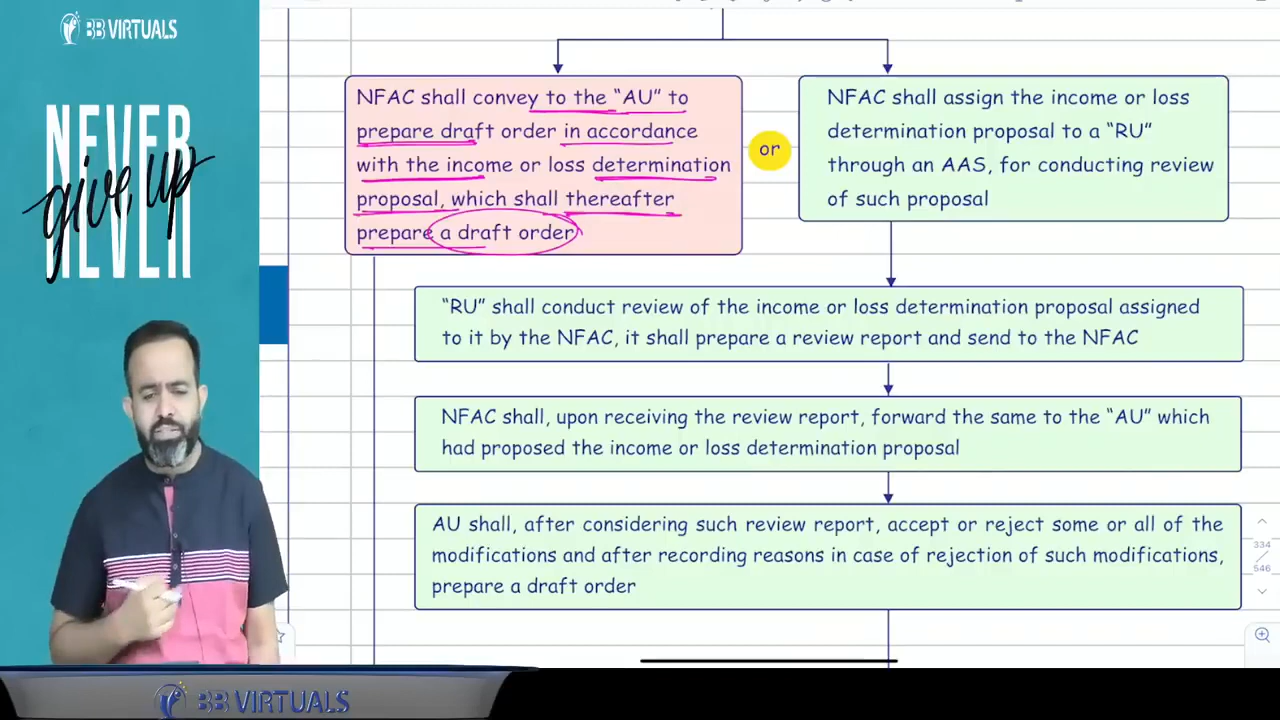 BB VIRTUALS
NEVER
give up
NEVER
NFAC shall convey to the “AU” to
prepare draft order in accordance
with the income or loss determination
proposal, which shall thereafter
prepare a draft order
or
NFAC shall assign the income or loss
determination proposal to a “RU”
through an AAS, for conducting review
of such proposal
“RU” shall conduct review of the income or loss determination proposal assigned
to it by the NFAC, it shall prepare a review report and send to the NFAC
NFAC shall, upon receiving the review report, forward the same to the “AU” which
had proposed the income or loss determination proposal
AU shall, after considering such review report, accept or reject some or all of the
modifications and after recording reasons in case of rejection of such modifications,
prepare a draft order
334
546
BB VIRTUALS